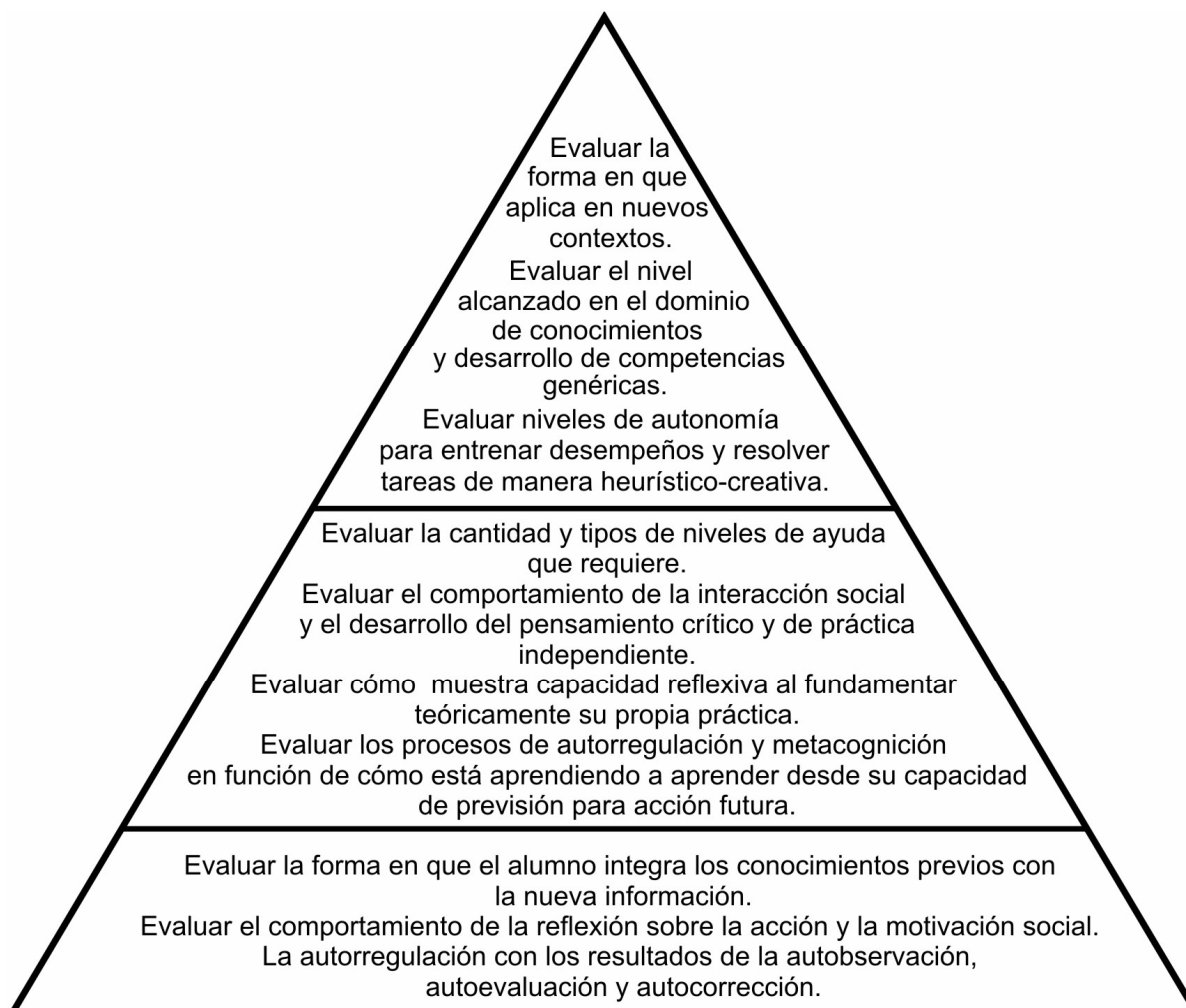 Evaluar la
forma en que
aplica en nuevos
contextos.
Evaluar el nivel
alcanzado en el dominio
de conocimientos
y desarrollo de competencias
genéricas.
Evaluar niveles de autonomía
para entrenar desempeños y resolver
tareas de manera heurístico-creativa.
Evaluar la cantidad y tipos de niveles de ayuda
que requiere.
Evaluar el comportamiento de la interacción social
y el desarrollo del pensamiento crítico y de práctica
independiente.
Evaluar cómo  muestra capacidad reflexiva al fundamentar
teóricamente su propia práctica.
Evaluar los procesos de autorregulación y metacognición
en función de cómo está aprendiendo a aprender desde su capacidad
de previsión para acción futura.
Evaluar la forma en que el alumno integra los conocimientos previos con
la nueva información.
Evaluar el comportamiento de la reflexión sobre la acción y la motivación social.
La autorregulación con los resultados de la autobservación,
autoevaluación y autocorrección.